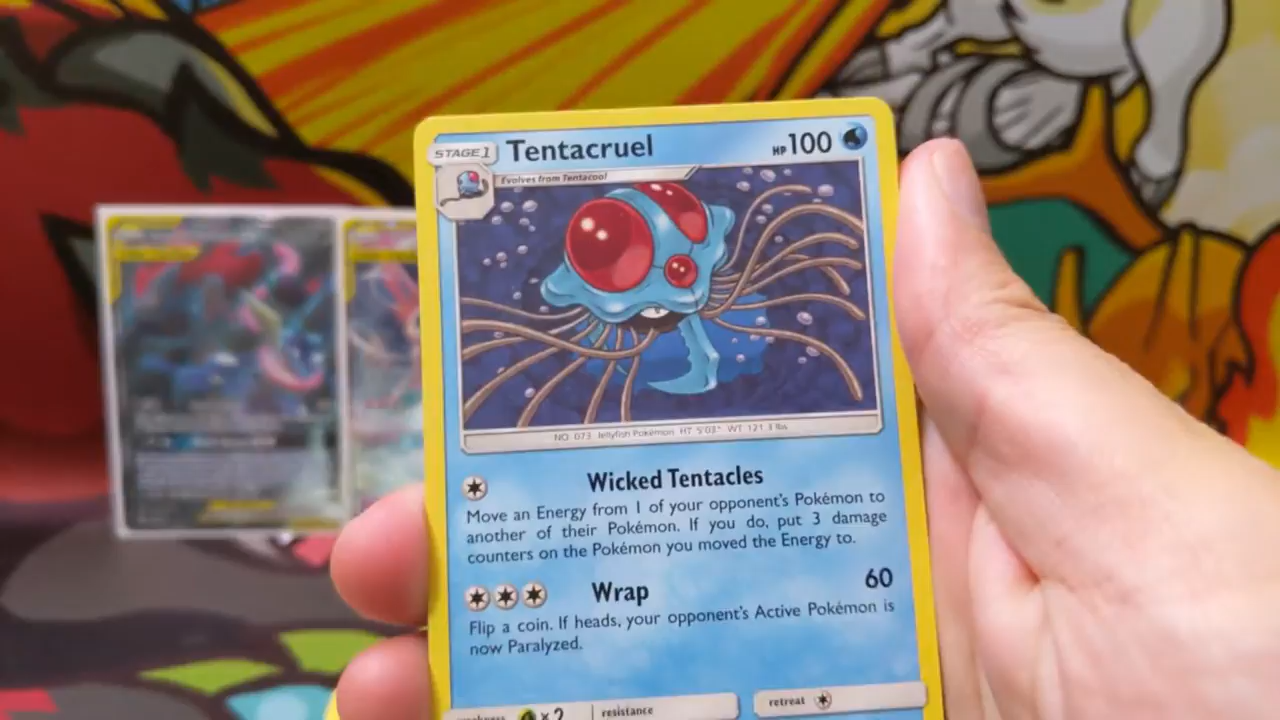 STAGE 1 Tentacruel HP 100
Evolves from Tentacool
NO. 073 Jellyfish Pokémon HT: 5'03" WT: 121.3 lbs
Wicked Tentacles
Move an Energy from 1 of your opponent's Pokémon to
another of their Pokémon. If you do, put 3 damage
counters on the Pokémon you moved the Energy to.
Wrap 60
Flip a coin. If heads, your opponent's Active Pokémon is
now Paralyzed.
weakness ×2 resistance retreat